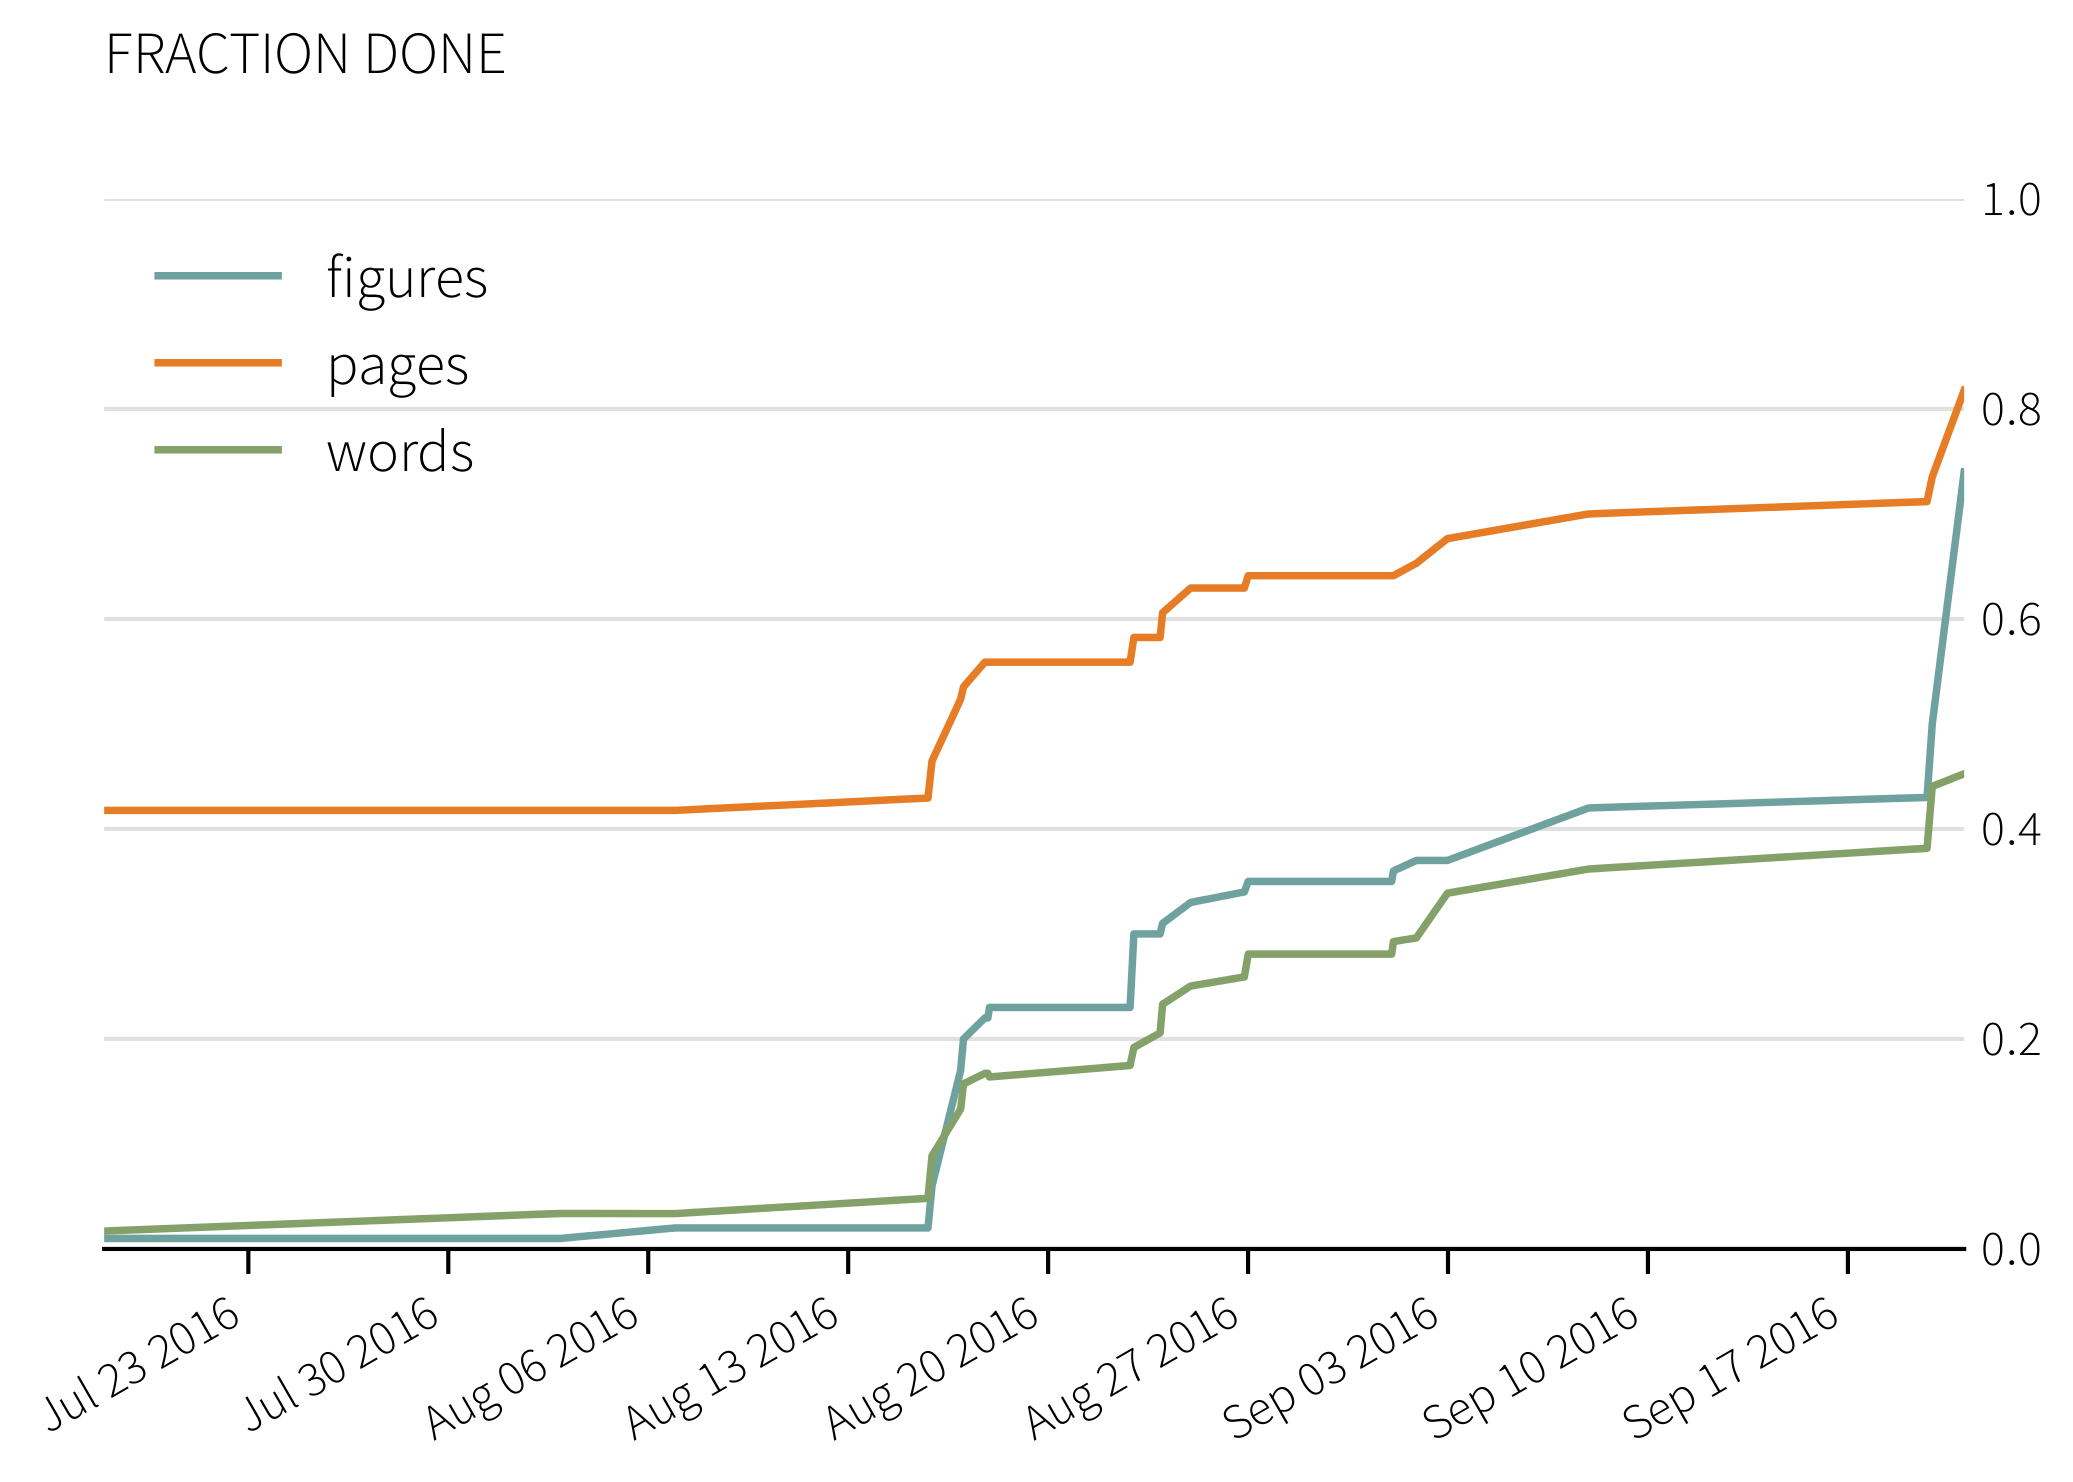 FRACTION DONE
1.0
figures
pages
0.8
words
0.6
0.4
0.2
0.0
Jul 23 2016
Jul 30 2016
Aug 06 2016
Aug 13 2016
Aug 20 2016
Aug 27 2016
Sep 03 2016
Sep 10 2016
Sep 17 2016